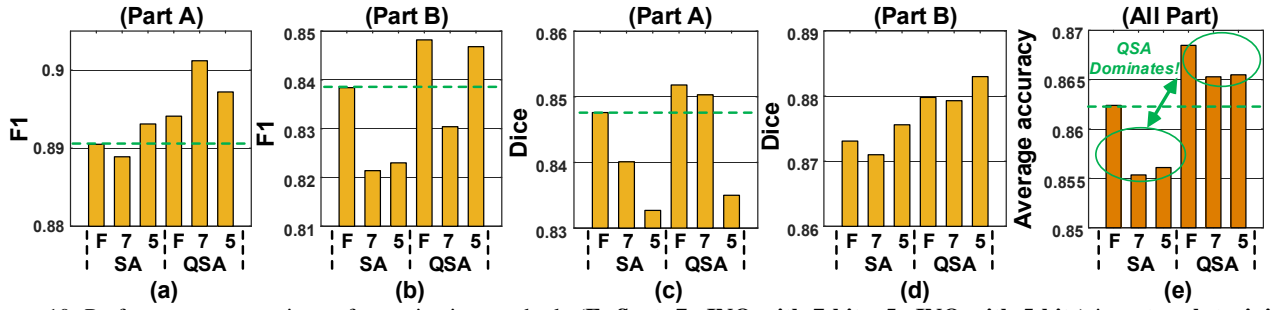 (Part A)
F1
0.9
0.89
0.88
F 7 5 F 7 5
SA QSA
(a)
(Part B)
F1
0.85
0.84
0.83
0.82
0.81
F 7 5 F 7 5
SA QSA
(b)
(Part A)
Dice
0.86
0.85
0.84
0.83
F 7 5 F 7 5
SA QSA
(c)
(Part B)
Dice
0.89
0.88
0.87
0.86
F 7 5 F 7 5
SA QSA
(d)
(All Part)
Average accuracy
0.87
0.865
0.86
0.855
0.85
QSA
Dominates!
F 7 5 F 7 5
SA QSA
(e)